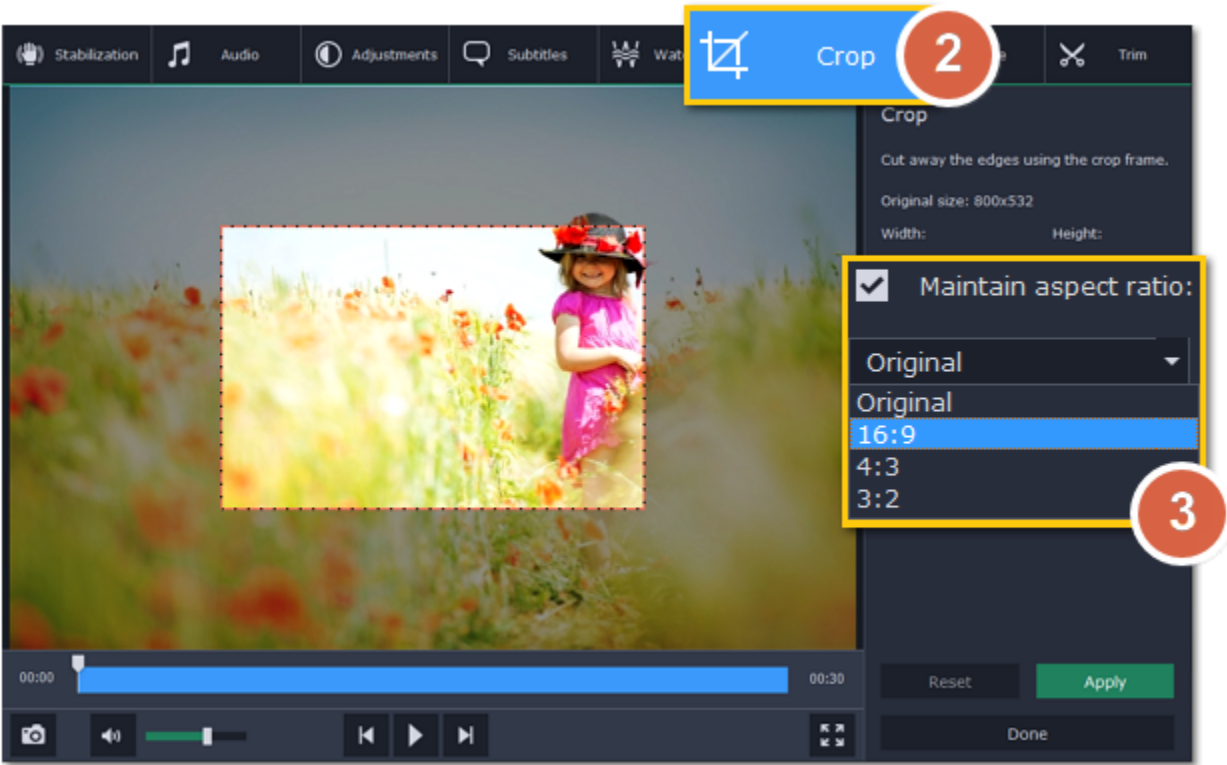 Stabilization
Audio
Adjustments
Subtitles
Crop
2
Trim
Crop
Cut away the edges using the crop frame.
Original size: 800x532
Width: Height:
Maintain aspect ratio:
Original
Original
16:9
4:3
3:2
3
00:00
00:30
Reset
Apply
Done